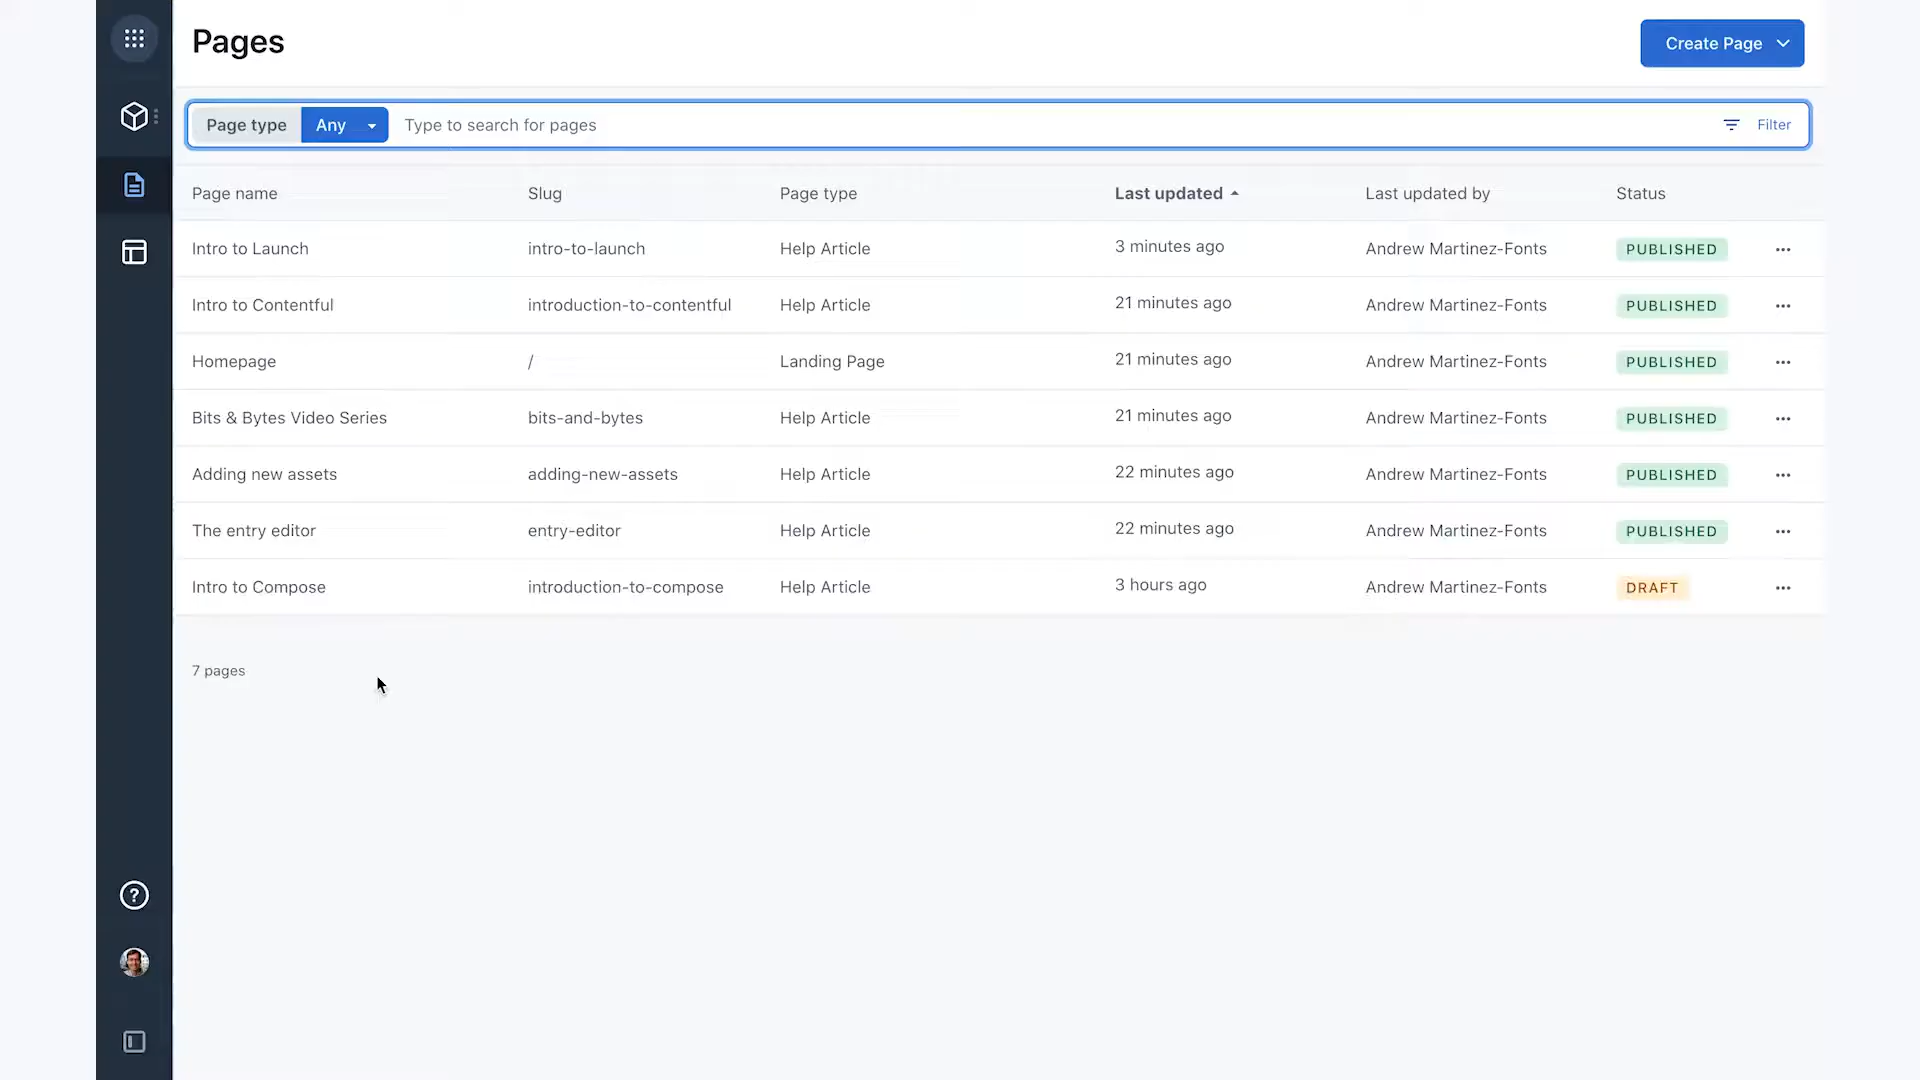 Pages
Create Page
Page type Any Type to search for pages Filter
Page name Slug Page type Last updated Last updated by Status
Intro to Launch intro-to-launch Help Article 3 minutes ago Andrew Martinez-Fonts PUBLISHED
Intro to Contentful introduction-to-contentful Help Article 21 minutes ago Andrew Martinez-Fonts PUBLISHED
Homepage / Landing Page 21 minutes ago Andrew Martinez-Fonts PUBLISHED
Bits & Bytes Video Series bits-and-bytes Help Article 21 minutes ago Andrew Martinez-Fonts PUBLISHED
Adding new assets adding-new-assets Help Article 22 minutes ago Andrew Martinez-Fonts PUBLISHED
The entry editor entry-editor Help Article 22 minutes ago Andrew Martinez-Fonts PUBLISHED
Intro to Compose introduction-to-compose Help Article 3 hours ago Andrew Martinez-Fonts DRAFT
7 pages